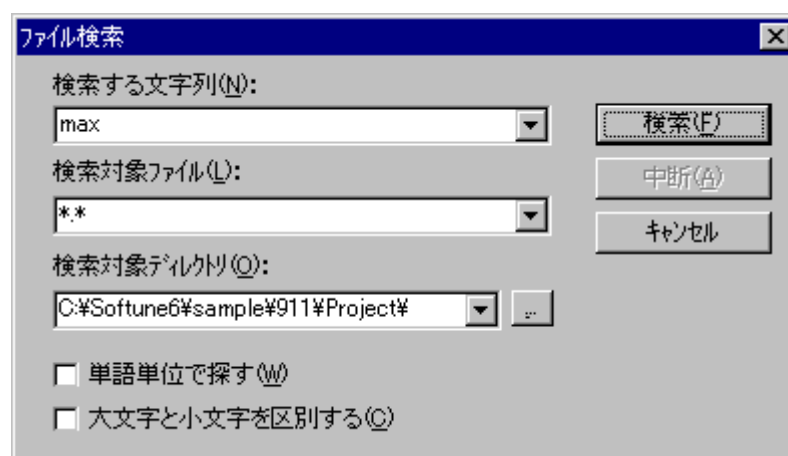 ファイル検索
検索する文字列(N):
max
検索(F)
検索対象ファイル(L):
中断(A)
*.*
キャンセル
検索対象ディレクトリ(O):
C:¥Softune6¥sample¥911¥Project¥
...
単語単位で探す(W)
大文字と小文字を区別する(C)